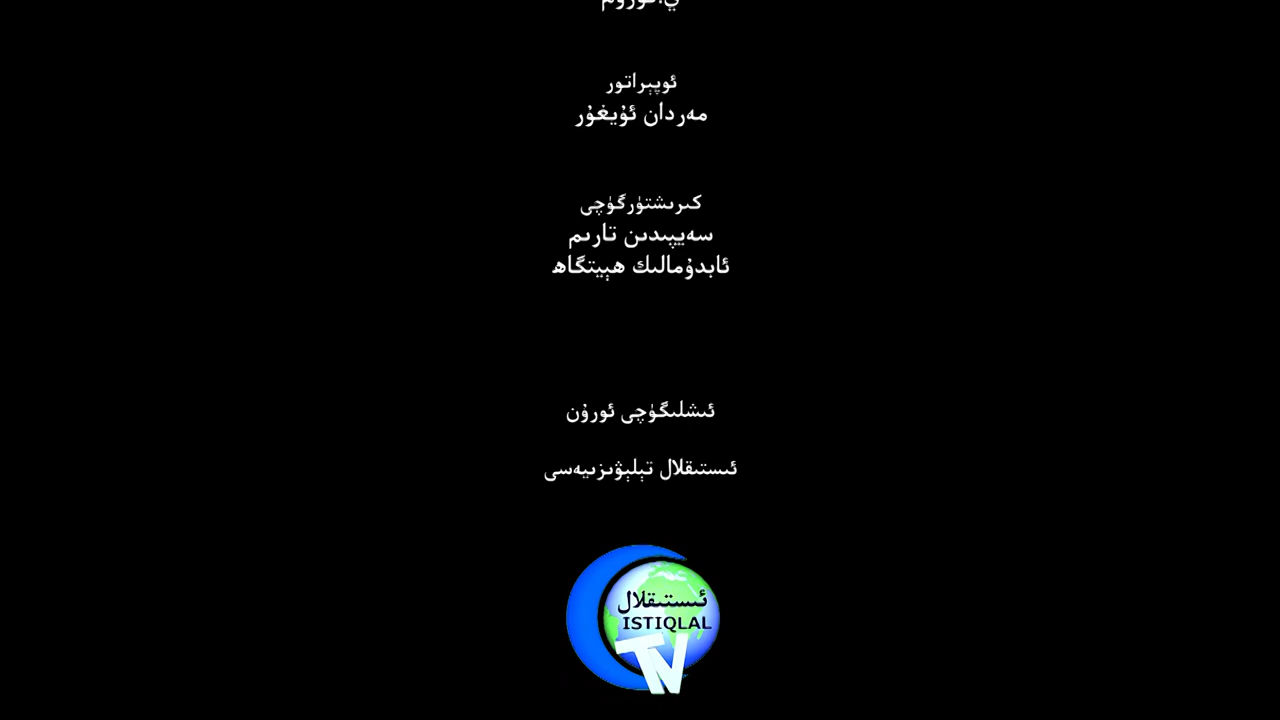 ئوپېراتور
مەردان ئۇيغۇر
كىرىشتۈرگۈچى
سەيپىدىن تارىم
ئابدۇمالىك ھېيتگاھ
ئىشلىگۈچى ئورۇن
ئىستىقلال تېلېۋىزىيەسى
ئىستىقلال
ISTIQLAL
TV